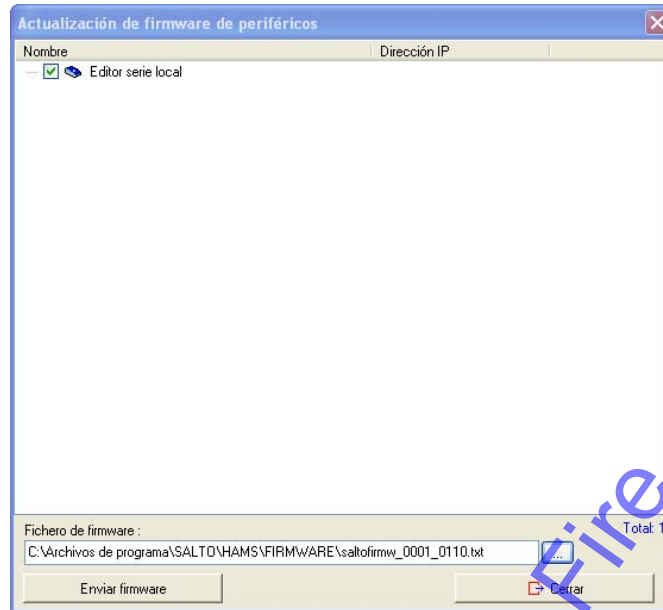 Actualización de firmware de periféricos
Nombre Dirección IP
Editor serie local
Fichero de firmware :
Total: 1
C:\Archivos de programa\SALTO\HAMS\FIRMWARE\saltofirmw_0001_0110.txt ...
Enviar firmware Cerrar
Fire